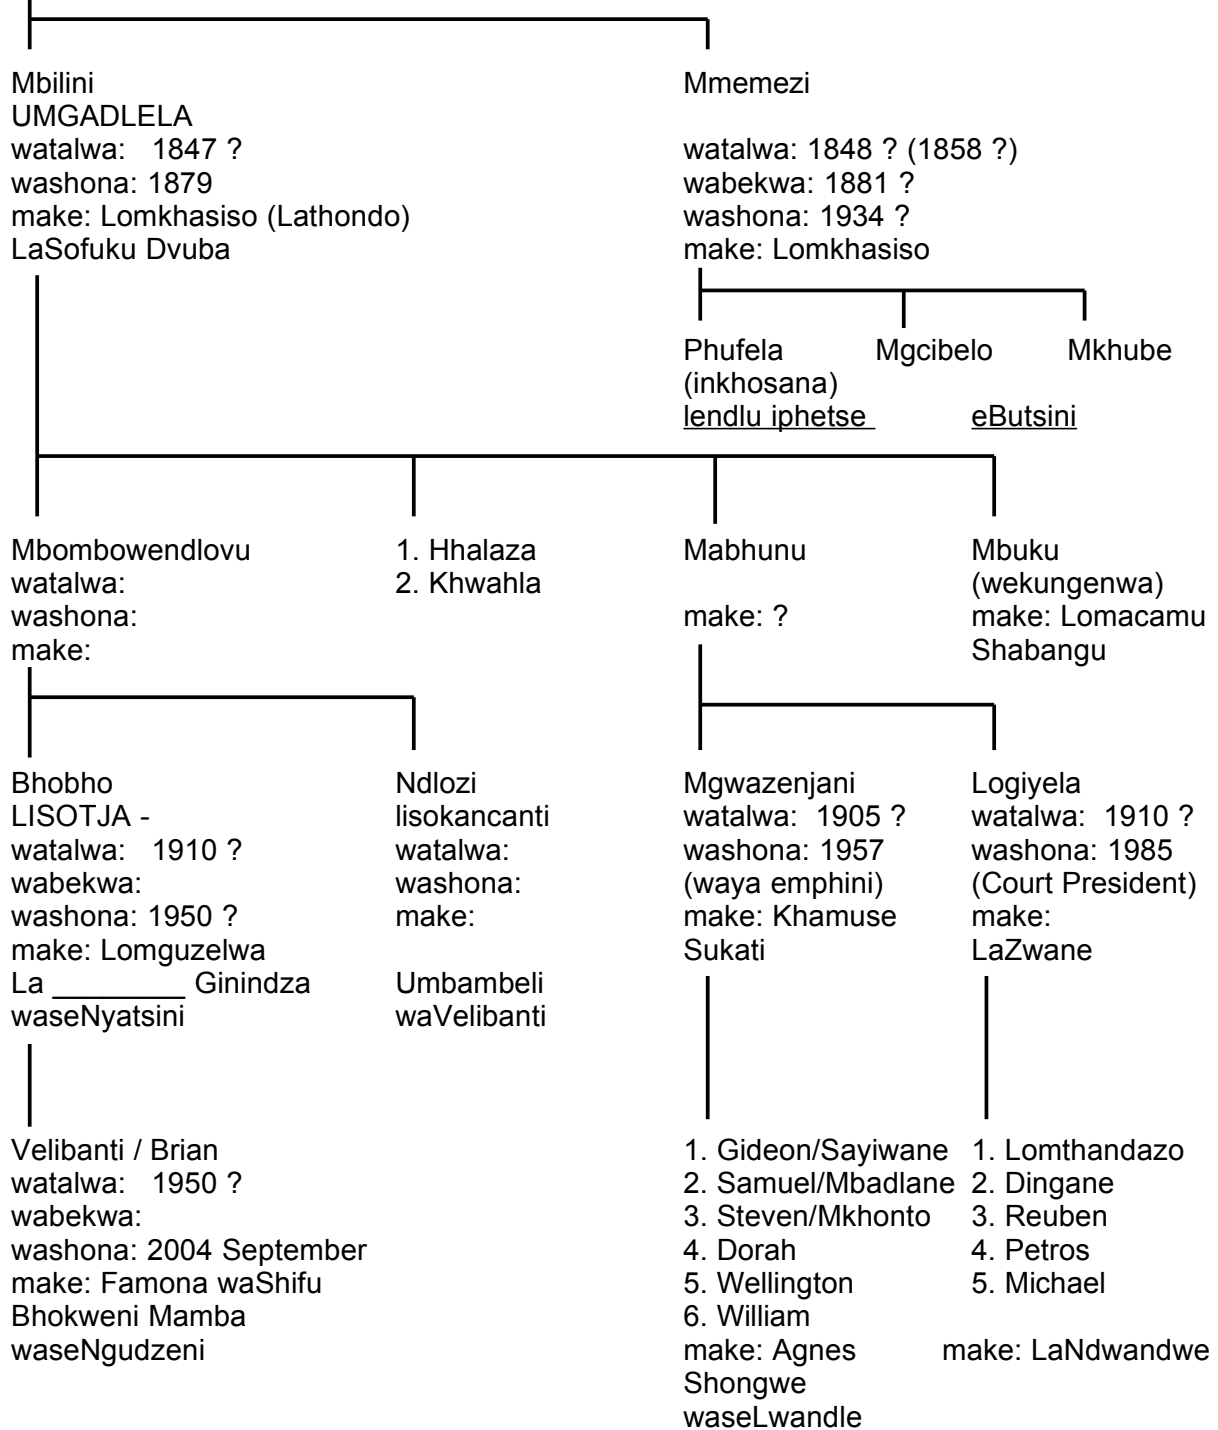 Mbilini
UMGADLELA
watalwa: 1847 ?
washona: 1879
make: Lomkhasiso (Lathondo)
LaSofuku Dvuba
Mmemezi
watalwa: 1848 ? (1858 ?)
wabekwa: 1881 ?
washona: 1934 ?
make: Lomkhasiso
Phufela
(inkhosana)
lendlu iphetse
Mgcibelo
Mkhube
eButsini
Mbombowendlovu
watalwa:
washona:
make:
1. Hhalaza
2. Khwahla
Mabhunu
make: ?
Mbuku
(wekungenwa)
make: Lomacamu
Shabangu
Bhobho
LISOTJA -
watalwa: 1910 ?
wabekwa:
washona: 1950 ?
make: Lomguzelwa
La ________ Ginindza
waseNyatsini
Ndlozi
lisokancanti
watalwa:
washona:
make:
Umbambeli
waVelibanti
Mgwazenjani
watalwa: 1905 ?
washona: 1957
(waya emphini)
make: Khamuse
Sukati
Logiyela
watalwa: 1910 ?
washona: 1985
(Court President)
make:
LaZwane
Velibanti / Brian
watalwa: 1950 ?
wabekwa:
washona: 2004 September
make: Famona waShifu
Bhokweni Mamba
waseNgudzeni
1. Gideon/Sayiwane
2. Samuel/Mbadlane
3. Steven/Mkhonto
4. Dorah
5. Wellington
6. William
make: Agnes
Shongwe
waseLwandle
1. Lomthandazo
2. Dingane
3. Reuben
4. Petros
5. Michael
make: LaNdwandwe